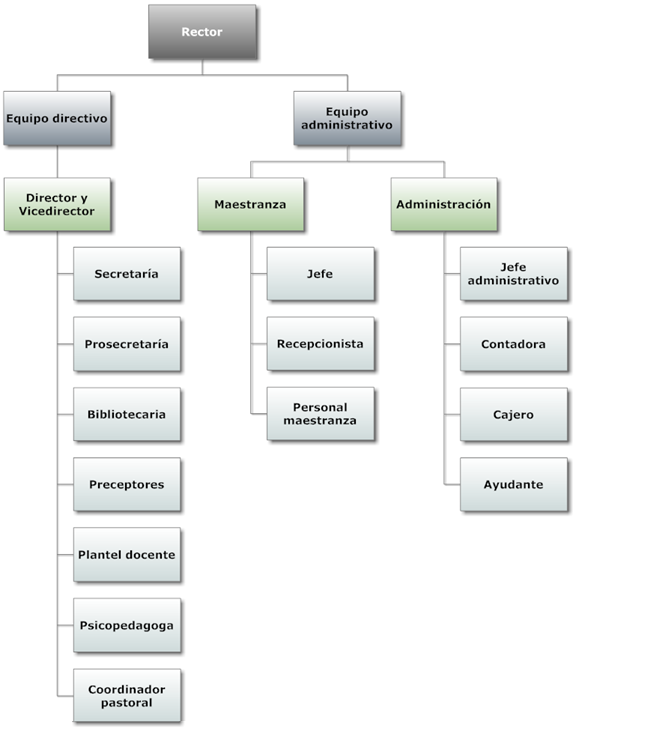 Rector
Equipo directivo
Equipo
administrativo
Director y
Vicedirector
Maestranza
Administración
Secretaría
Jefe
Jefe
administrativo
Prosecretaría
Recepcionista
Contadora
Bibliotecaria
Personal
maestranza
Cajero
Preceptores
Ayudante
Plantel docente
Psicopedagoga
Coordinador
pastoral